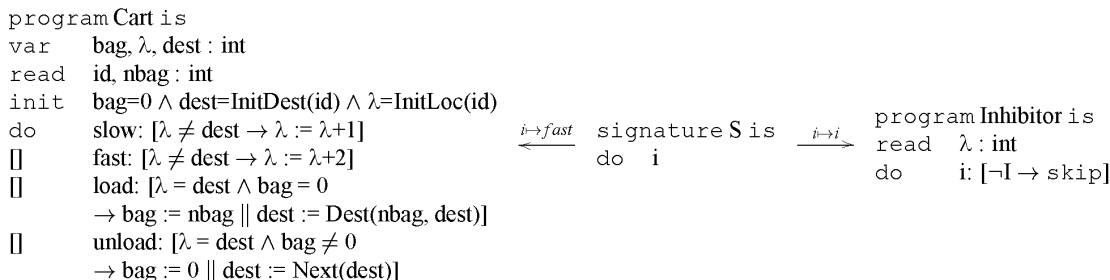 program Cart is
var bag, λ, dest : int
read id, nbag : int
init bag=0 ∧ dest=InitDest(id) ∧ λ=InitLoc(id)
do slow: [λ ≠ dest → λ := λ+1]
[] fast: [λ ≠ dest → λ := λ+2]
[] load: [λ = dest ∧ bag = 0
→ bag := nbag || dest := Dest(nbag, dest)]
[] unload: [λ = dest ∧ bag ≠ 0
→ bag := 0 || dest := Next(dest)]
i↦fast
signature S is
do i
i↦i
program Inhibitor is
read λ : int
do i: [¬I → skip]